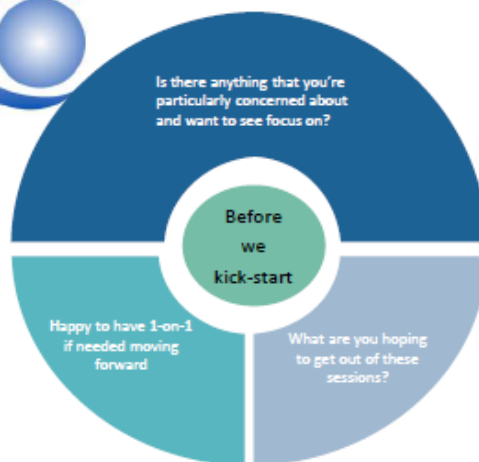 Is there anything that you're
particularly concerned about
and want to see focus on?
Before
we
kick-start
Happy to have 1-on-1
if needed moving
forward
What are you hoping
to get out of these
sessions?